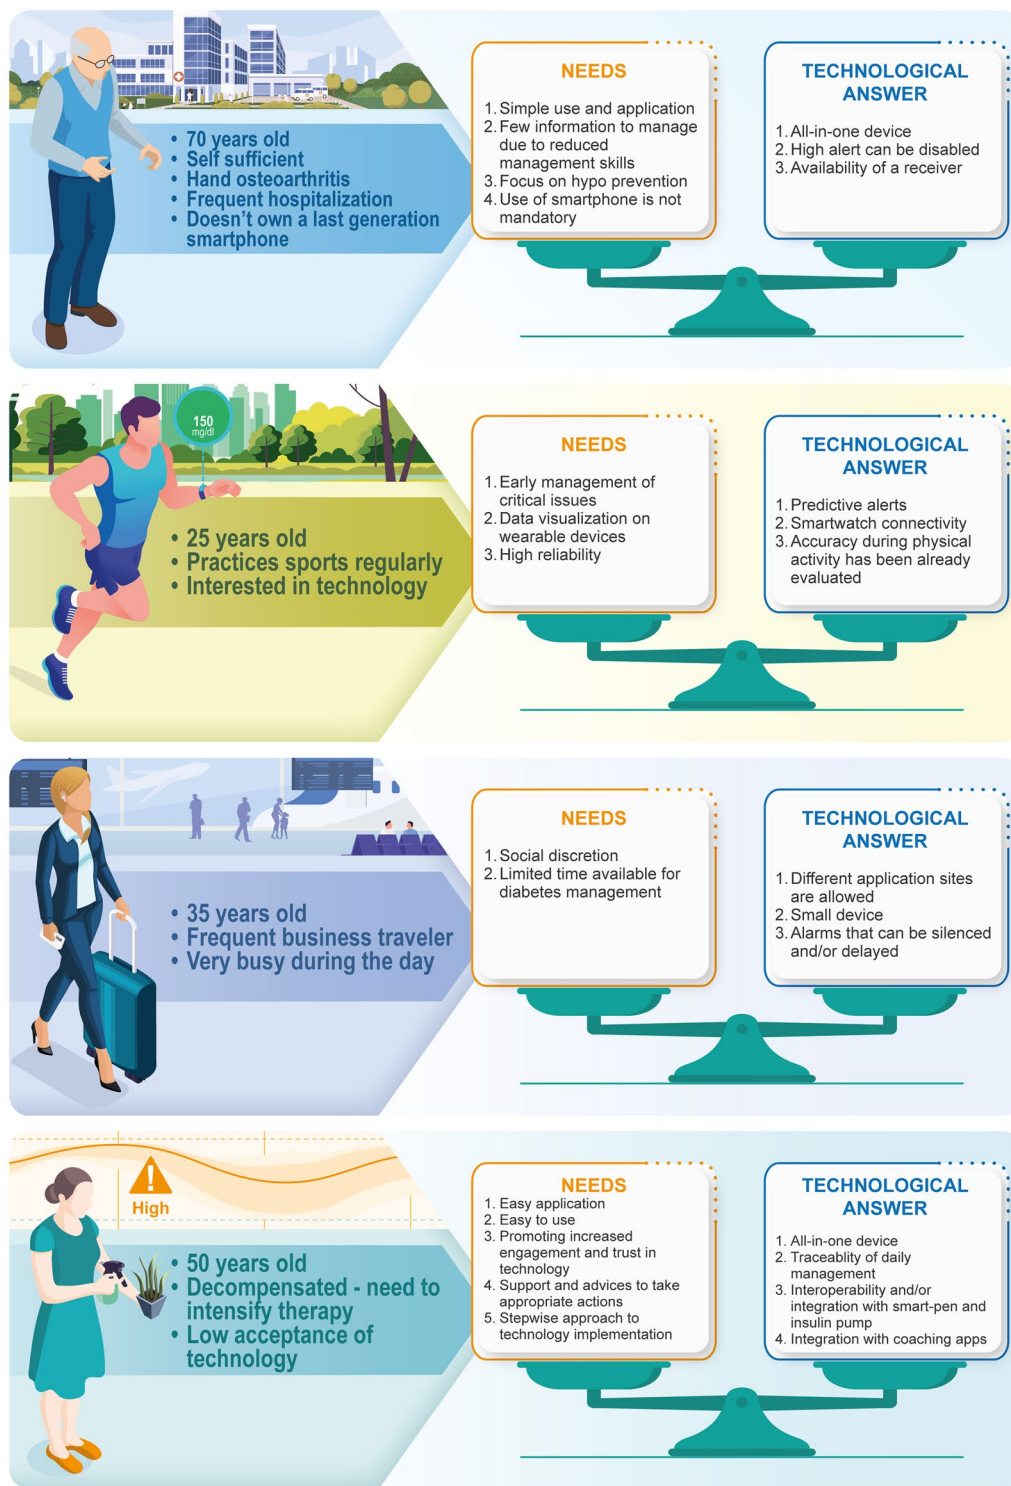 • 70 years old
• Self sufficient
• Hand osteoarthritis
• Frequent hospitalization
• Doesn't own a last generation
smartphone
NEEDS
1. Simple use and application
2. Few information to manage
due to reduced
management skills
3. Focus on hypo prevention
4. Use of smartphone is not
mandatory
TECHNOLOGICAL
ANSWER
1. All-in-one device
2. High alert can be disabled
3. Availability of a receiver
150
mg/dl
• 25 years old
• Practices sports regularly
• Interested in technology
NEEDS
1. Early management of
critical issues
2. Data visualization on
wearable devices
3. High reliability
TECHNOLOGICAL
ANSWER
1. Predictive alerts
2. Smartwatch connectivity
3. Accuracy during physical
activity has been already
evaluated
• 35 years old
• Frequent business traveler
• Very busy during the day
NEEDS
1. Social discretion
2. Limited time available for
diabetes management
TECHNOLOGICAL
ANSWER
1. Different application sites
are allowed
2. Small device
3. Alarms that can be silenced
and/or delayed
!
High
• 50 years old
• Decompensated - need to
intensify therapy
• Low acceptance of
technology
NEEDS
1. Easy application
2. Easy to use
3. Promoting increased
engagement and trust in
technology
4. Support and advices to take
appropriate actions
5. Stepwise approach to
technology implementation
TECHNOLOGICAL
ANSWER
1. All-in-one device
2. Traceablity of daily
management
3. Interoperability and/or
integration with smart-pen and
insulin pump
4. Integration with coaching apps